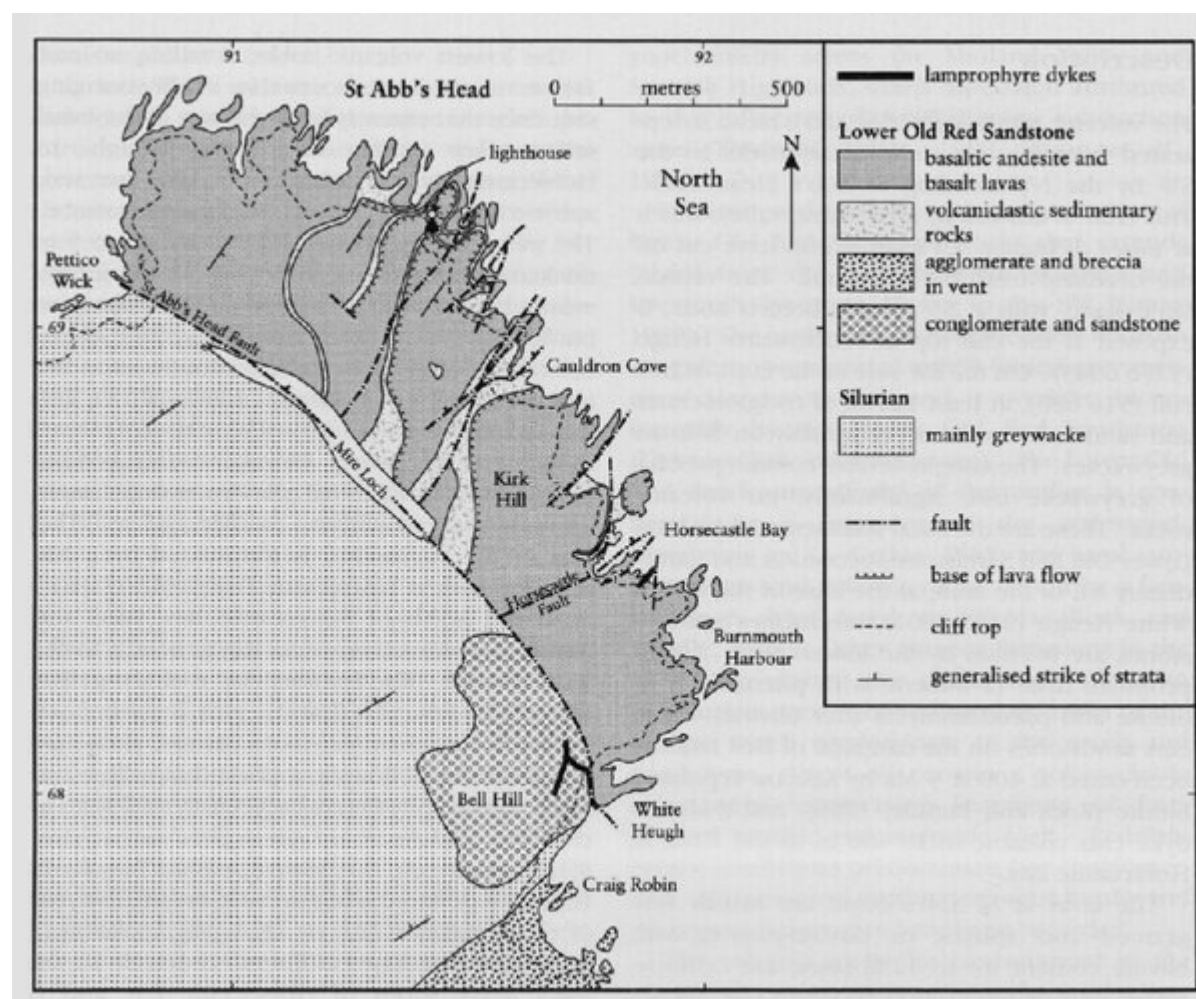 91
92
St Abb's Head
0 metres 500
lighthouse
N
North
Sea
Pettico
Wick
St Abb's Head Fault
69
Cauldron Cove
Mire Loch
Kirk
Hill
Horsecastle Bay
Horsecastle
Fault
Burnmouth
Harbour
68
Bell Hill
White
Heugh
Craig Robin
lamprophyre dykes
Lower Old Red Sandstone
basaltic andesite and
basalt lavas
volcaniclastic sedimentary
rocks
agglomerate and breccia
in vent
conglomerate and sandstone
Silurian
mainly greywacke
fault
base of lava flow
cliff top
generalised strike of strata